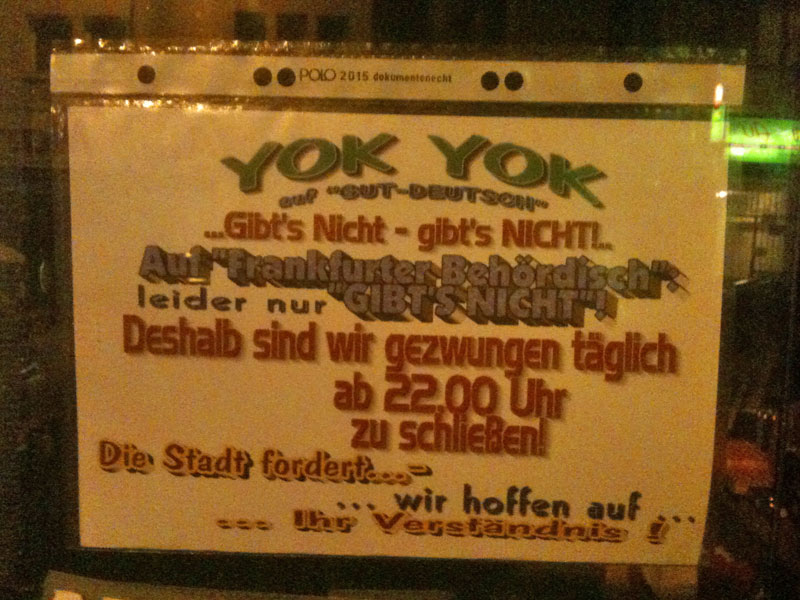 POLO 2015 dokumentenecht
YOK YOK
auf "GUT-DEUTSCH"
...Gibt's Nicht - gibt's NICHT!..
Auf "Frankfurter Behördisch":
leider nur "GIBT'S NICHT"!
Deshalb sind wir gezwungen täglich
ab 22.00 Uhr
zu schließen!
Die Stadt fordert...-
... wir hoffen auf ...
... Ihr Verständnis !